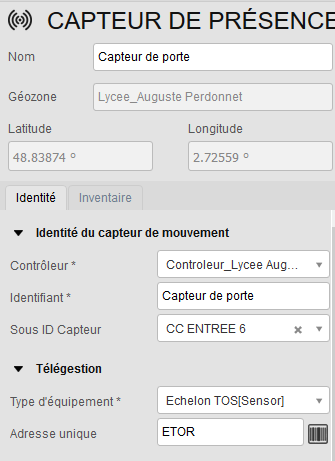 CAPTEUR DE PRÉSENCE
Nom Capteur de porte
Géozone Lycee_Auguste Perdonnet
Latitude Longitude
48.83874 º 2.72559 º
Identité Inventaire
Identité du capteur de mouvement
Contrôleur * Controleur_Lycee Aug...
Identifiant * Capteur de porte
Sous ID Capteur CC ENTREE 6
Télégestion
Type d'équipement * Echelon TOS[Sensor]
Adresse unique ETOR